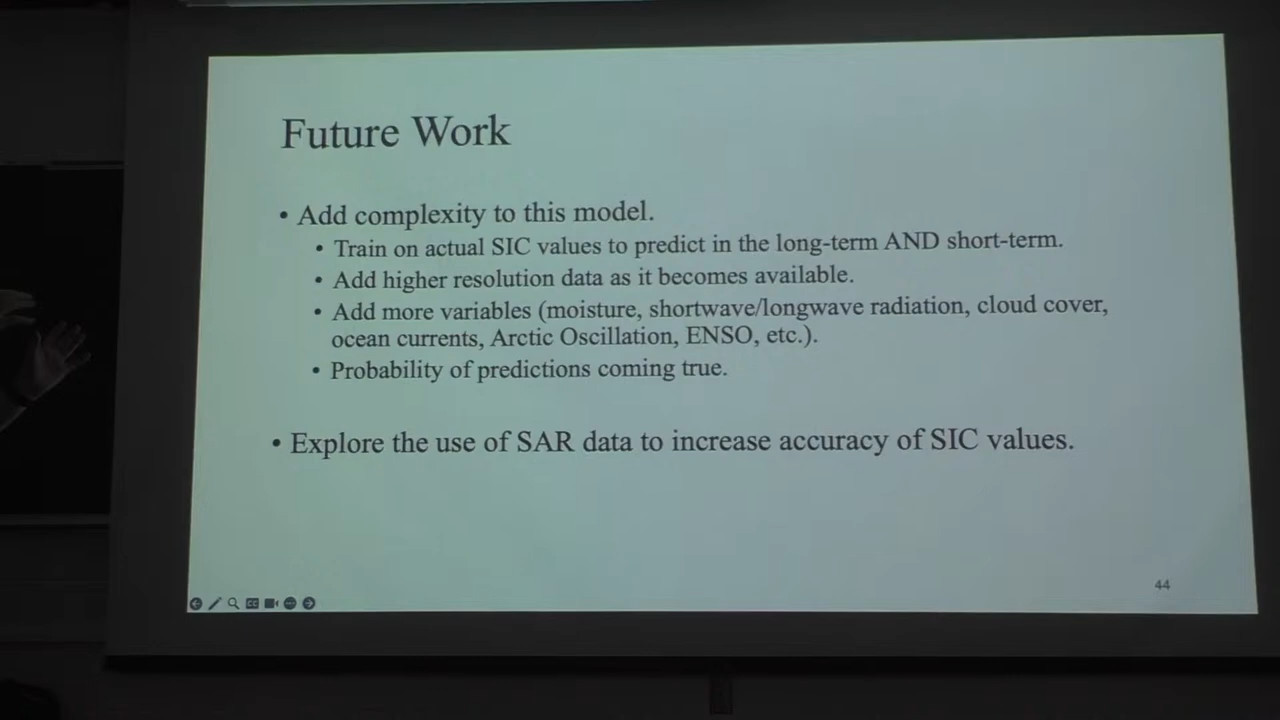 Future Work
• Add complexity to this model.
• Train on actual SIC values to predict in the long-term AND short-term.
• Add higher resolution data as it becomes available.
• Add more variables (moisture, shortwave/longwave radiation, cloud cover,
ocean currents, Arctic Oscillation, ENSO, etc.).
• Probability of predictions coming true.
• Explore the use of SAR data to increase accuracy of SIC values.
44